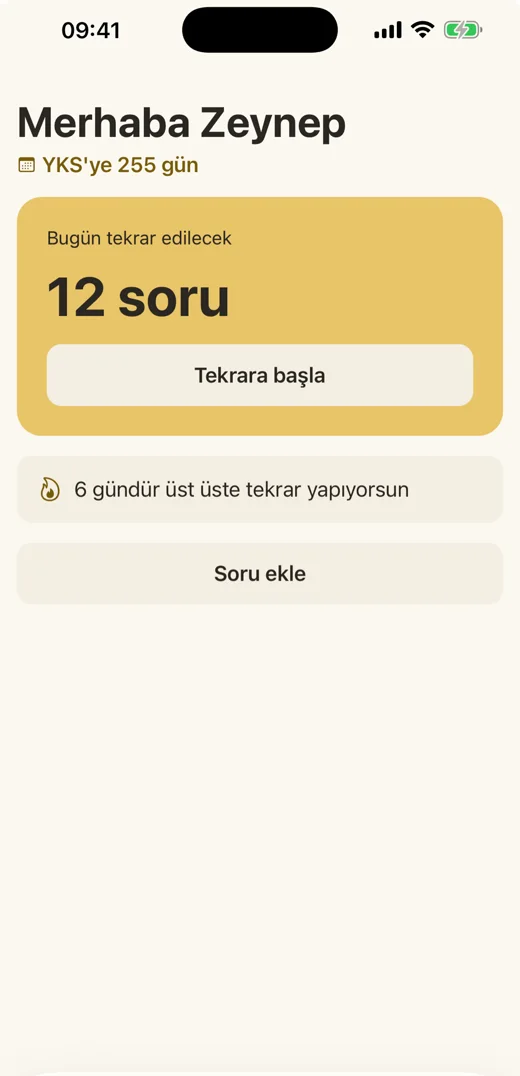 09:41
Merhaba Zeynep
YKS'ye 255 gün
Bugün tekrar edilecek
12 soru
Tekrara başla
6 gündür üst üste tekrar yapıyorsun
Soru ekle